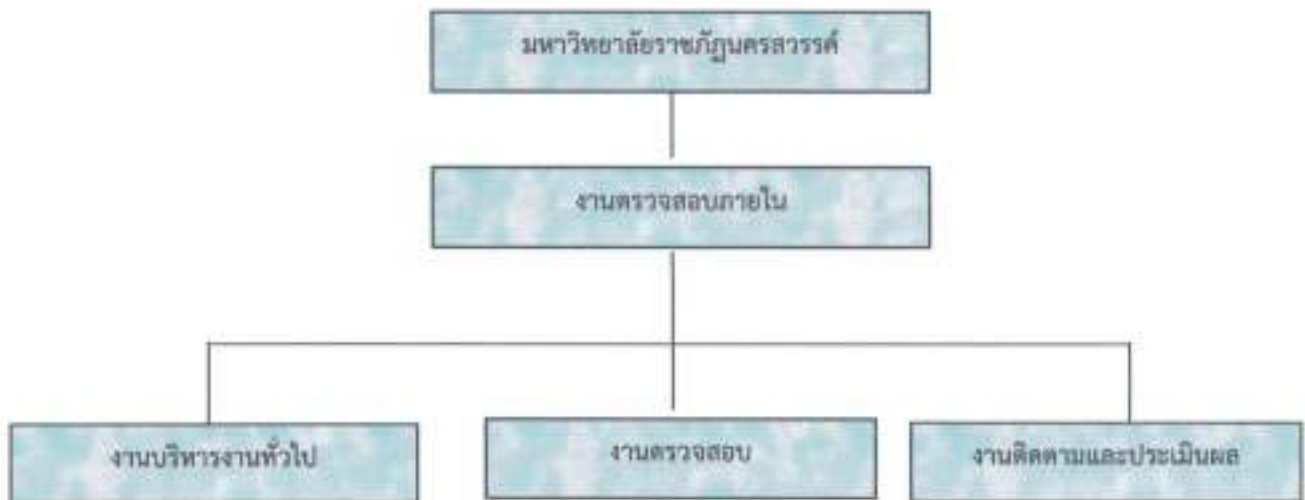 มหาวิทยาลัยราชภัฏนครสวรรค์
งานตรวจสอบภายใน
งานบริหารงานทั่วไป
งานตรวจสอบ
งานติดตามและประเมินผล